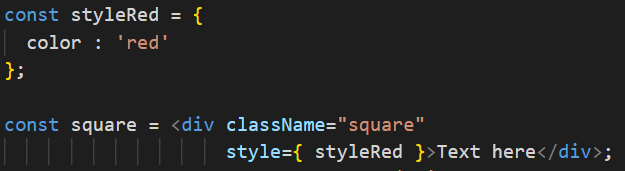 const styleRed = {
  color : 'red'
};
const square = <div className="square"
                    style={ styleRed }>Text here</div>;